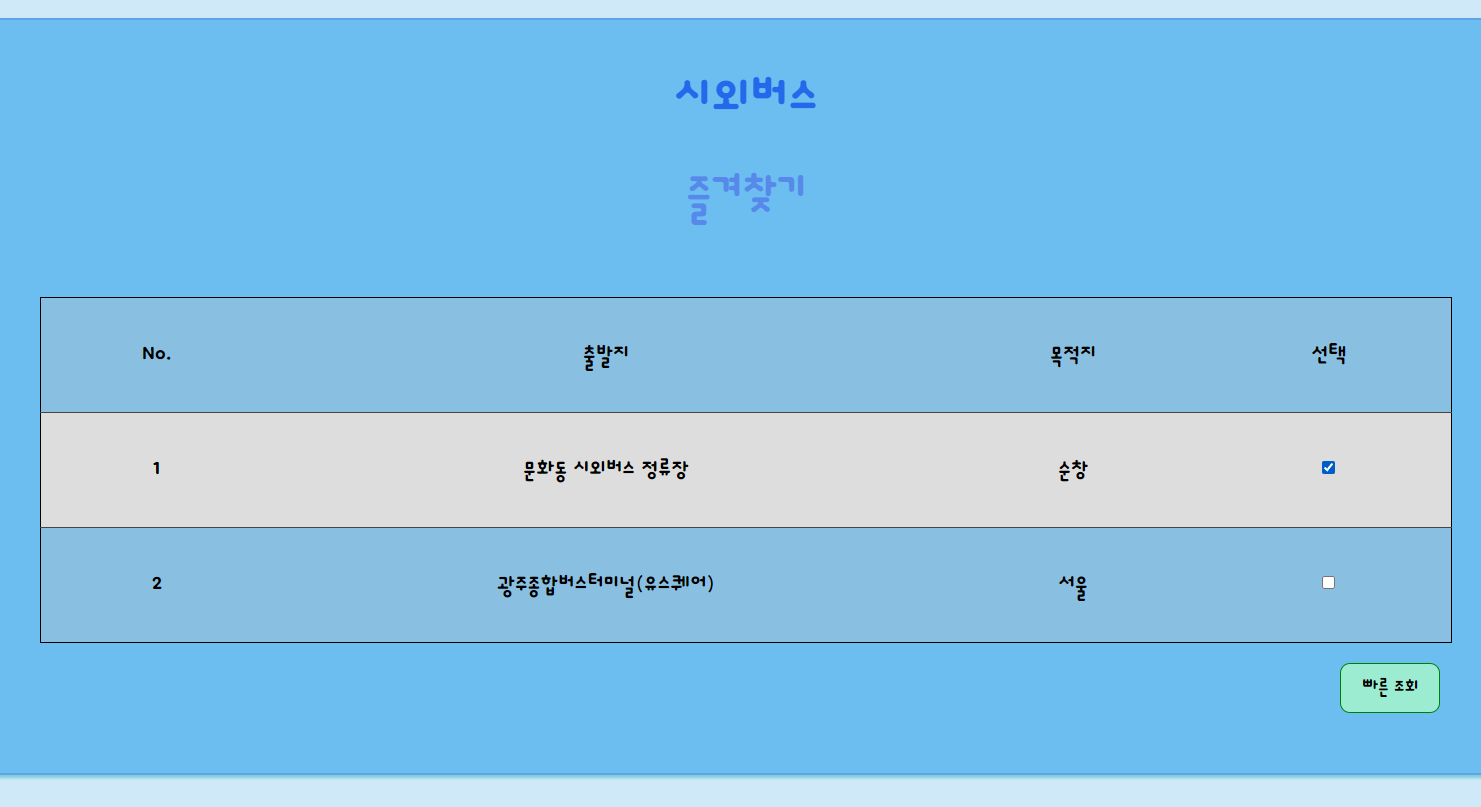 시외버스
즐겨찾기
No. 출발지 목적지 선택
1 문화동 시외버스 정류장 순창
2 광주종합버스터미널(유스퀘어) 서울
빠른 조회